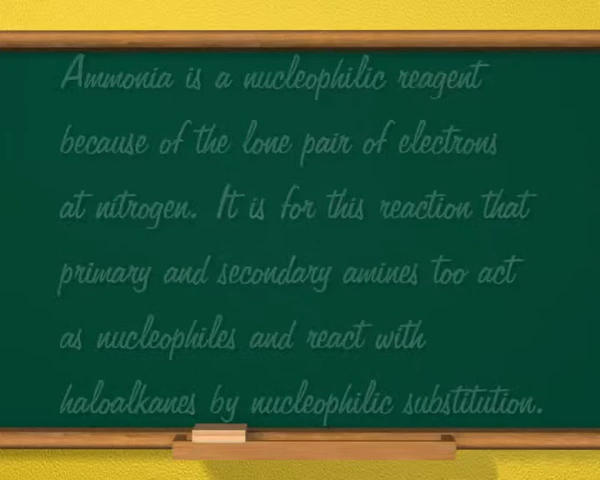 Ammonia is a nucleophilic reagent
because of the lone pair of electrons
at nitrogen. It is for this reaction that
primary and secondary amines too act
as nucleophiles and react with
haloalkanes by nucleophilic substitution.